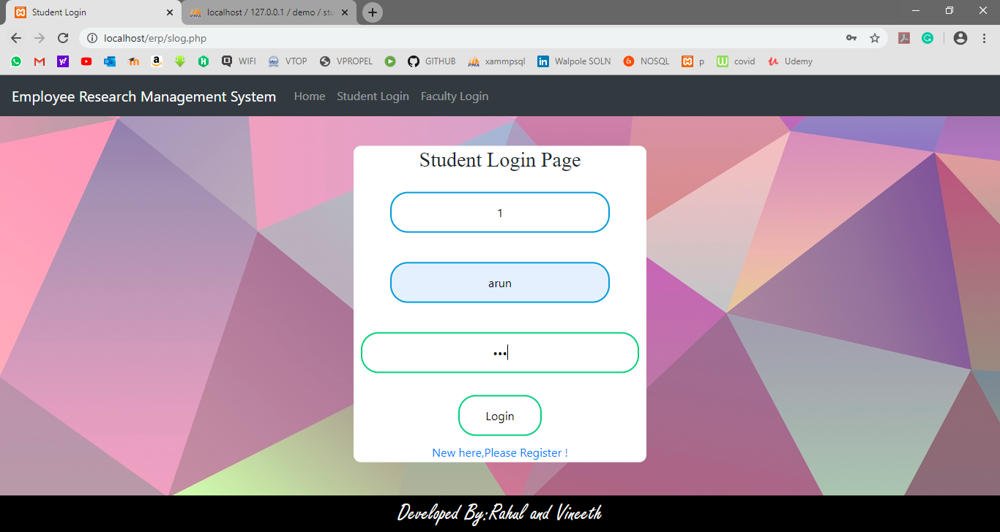 Student Login
localhost / 127.0.0.1 / demo / stu
localhost/erp/slog.php
WIFI VTOP VPROPEL GITHUB PMA xammpsql Walpole SOLN NOSQL p covid Udemy
Employee Research Management System Home Student Login Faculty Login
Student Login Page
1
arun
Login
New here,Please Register !
Developed By:Rahul and Vineeth